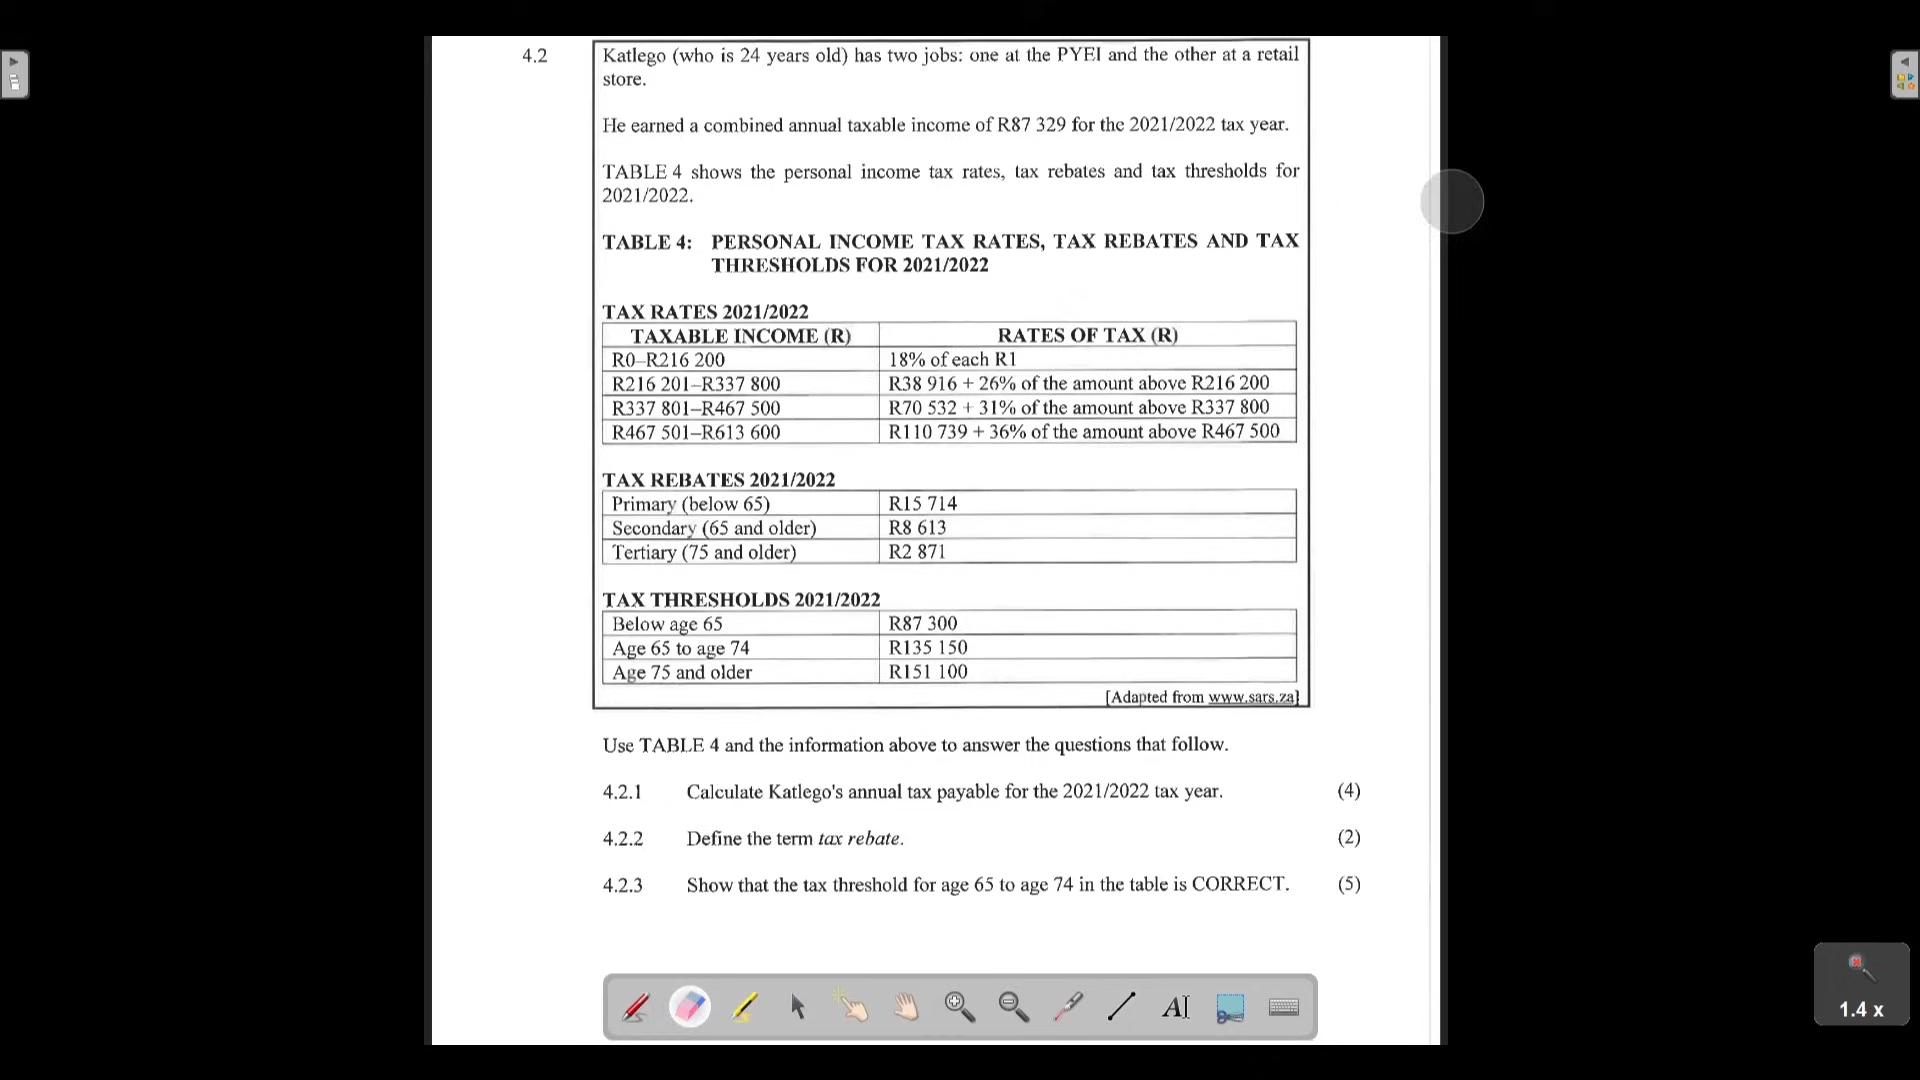 4.2 Katlego (who is 24 years old) has two jobs: one at the PYEI and the other at a retail
store.
He earned a combined annual taxable income of R87 329 for the 2021/2022 tax year.
TABLE 4 shows the personal income tax rates, tax rebates and tax thresholds for
2021/2022.
TABLE 4: PERSONAL INCOME TAX RATES, TAX REBATES AND TAX
THRESHOLDS FOR 2021/2022
TAX RATES 2021/2022
TAXABLE INCOME (R) RATES OF TAX (R)
R0–R216 200 18% of each R1
R216 201–R337 800 R38 916 + 26% of the amount above R216 200
R337 801–R467 500 R70 532 + 31% of the amount above R337 800
R467 501–R613 600 R110 739 + 36% of the amount above R467 500
TAX REBATES 2021/2022
Primary (below 65) R15 714
Secondary (65 and older) R8 613
Tertiary (75 and older) R2 871
TAX THRESHOLDS 2021/2022
Below age 65 R87 300
Age 65 to age 74 R135 150
Age 75 and older R151 100
[Adapted from www.sars.za]
Use TABLE 4 and the information above to answer the questions that follow.
4.2.1 Calculate Katlego's annual tax payable for the 2021/2022 tax year. (4)
4.2.2 Define the term tax rebate. (2)
4.2.3 Show that the tax threshold for age 65 to age 74 in the table is CORRECT. (5)
AI
1.4 x